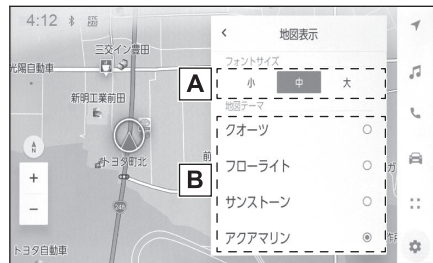 4:12
三交イン豊田
光陽自動車
新明工業前田
トヨタ町北
トヨタ自動車
地図表示
フォントサイズ
A
小 中 大
地図テーマ
B
クオーツ
フローライト
サンストーン
アクアマリン